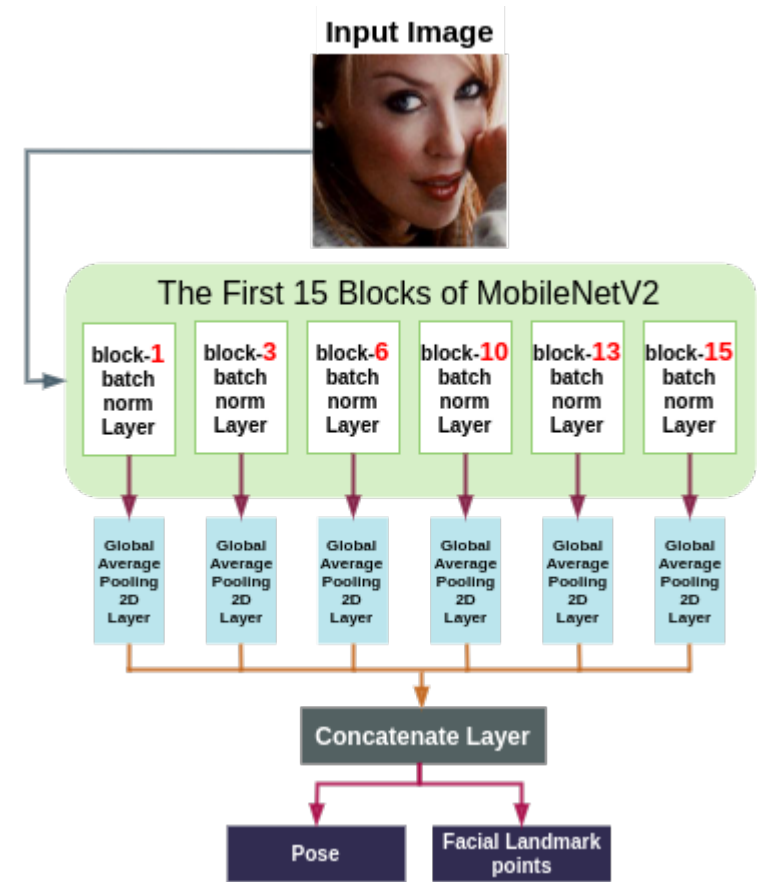 Input Image
The First 15 Blocks of MobileNetV2
block-1
batch
norm
Layer
block-3
batch
norm
Layer
block-6
batch
norm
Layer
block-10
batch
norm
Layer
block-13
batch
norm
Layer
block-15
batch
norm
Layer
Global
Average
Pooling
2D
Layer
Global
Average
Pooling
2D
Layer
Global
Average
Pooling
2D
Layer
Global
Average
Pooling
2D
Layer
Global
Average
Pooling
2D
Layer
Global
Average
Pooling
2D
Layer
Concatenate Layer
Pose
Facial Landmark
points